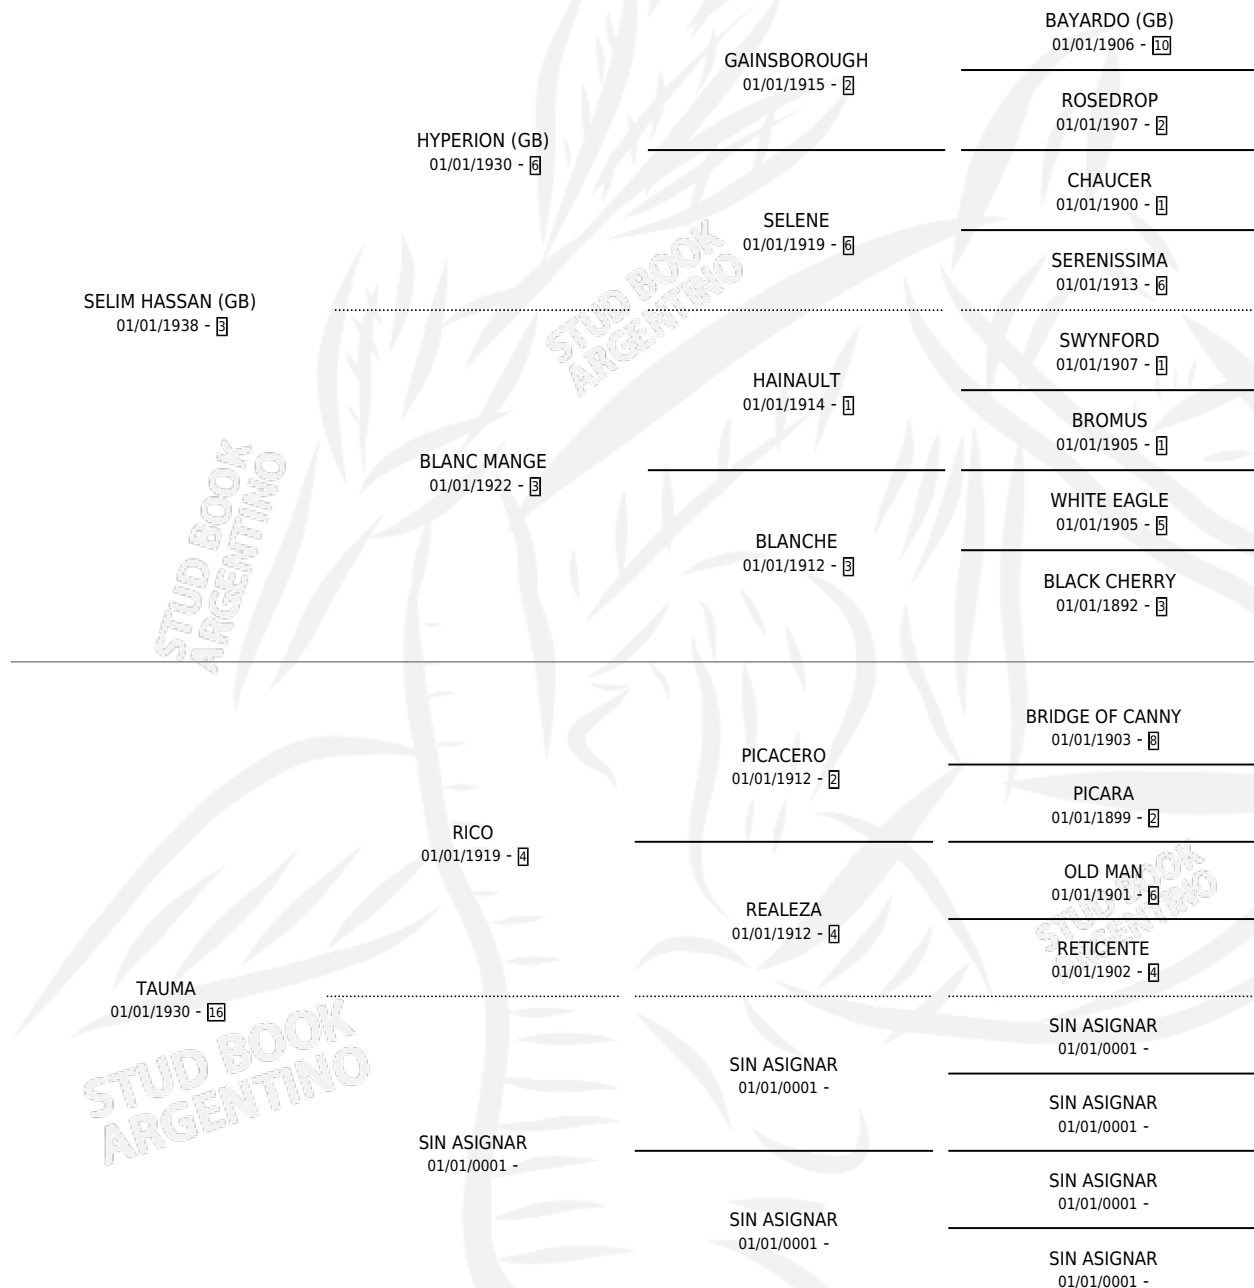 BAYARDO (GB)
01/01/1906 - 10
GAINSBOROUGH
01/01/1915 - 2
ROSEDROP
01/01/1907 - 2
HYPERION (GB)
01/01/1930 - 6
CHAUCER
01/01/1900 - 1
SELENE
01/01/1919 - 6
SERENISSIMA
01/01/1913 - 6
SELIM HASSAN (GB)
01/01/1938 - 3
SWYNFORD
01/01/1907 - 1
HAINAULT
01/01/1914 - 1
BROMUS
01/01/1905 - 1
BLANC MANGE
01/01/1922 - 3
WHITE EAGLE
01/01/1905 - 5
BLANCHE
01/01/1912 - 3
BLACK CHERRY
01/01/1892 - 3
BRIDGE OF CANNY
01/01/1903 - 8
PICACERO
01/01/1912 - 2
PICARA
01/01/1899 - 2
RICO
01/01/1919 - 4
OLD MAN
01/01/1901 - 6
REALEZA
01/01/1912 - 4
RETICENTE
01/01/1902 - 4
TAUMA
01/01/1930 - 16
SIN ASIGNAR
01/01/0001 -
SIN ASIGNAR
01/01/0001 -
SIN ASIGNAR
01/01/0001 -
SIN ASIGNAR
01/01/0001 -
SIN ASIGNAR
01/01/0001 -
SIN ASIGNAR
01/01/0001 -
SIN ASIGNAR
01/01/0001 -
STUD BOOK
ARGENTINO
STUD BOOK
ARGENTINO
STUD BOOK
ARGENTINO
STUD BOOK
ARGENTINO